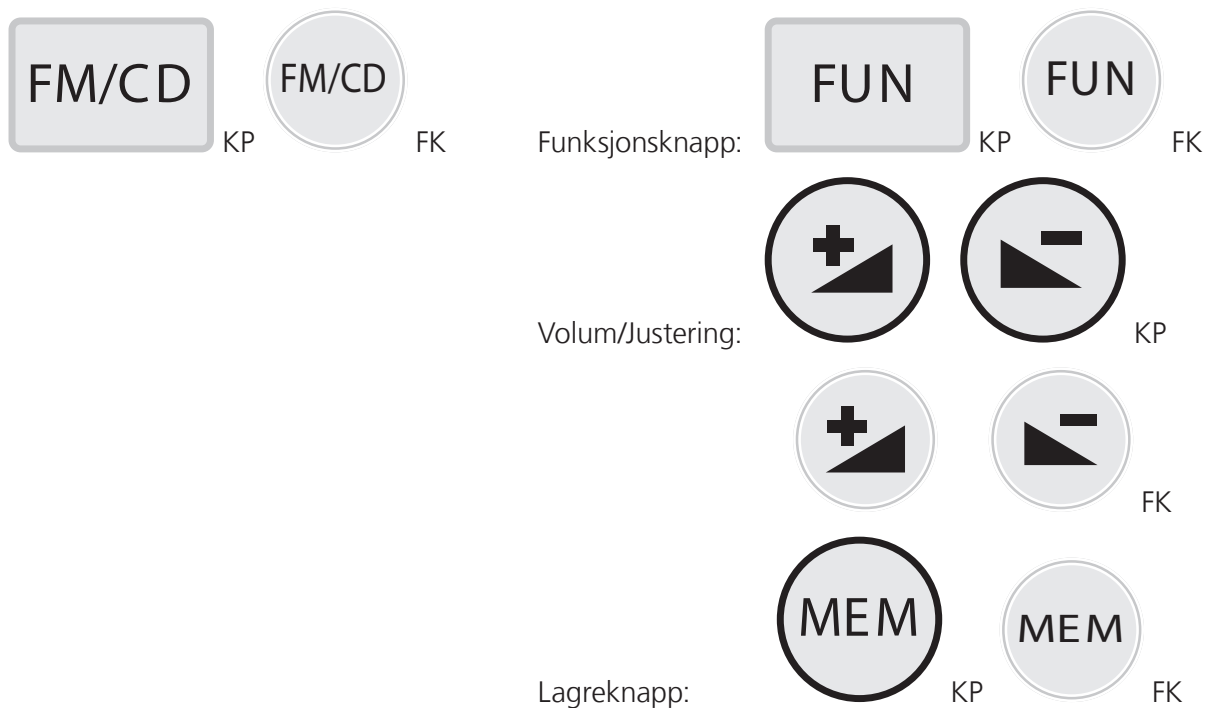 FM/CD KP FM/CD FK
Funksjonsknapp: FUN KP FUN FK
Volum/Justering: KP
FK
Lagreknapp: MEM KP MEM FK